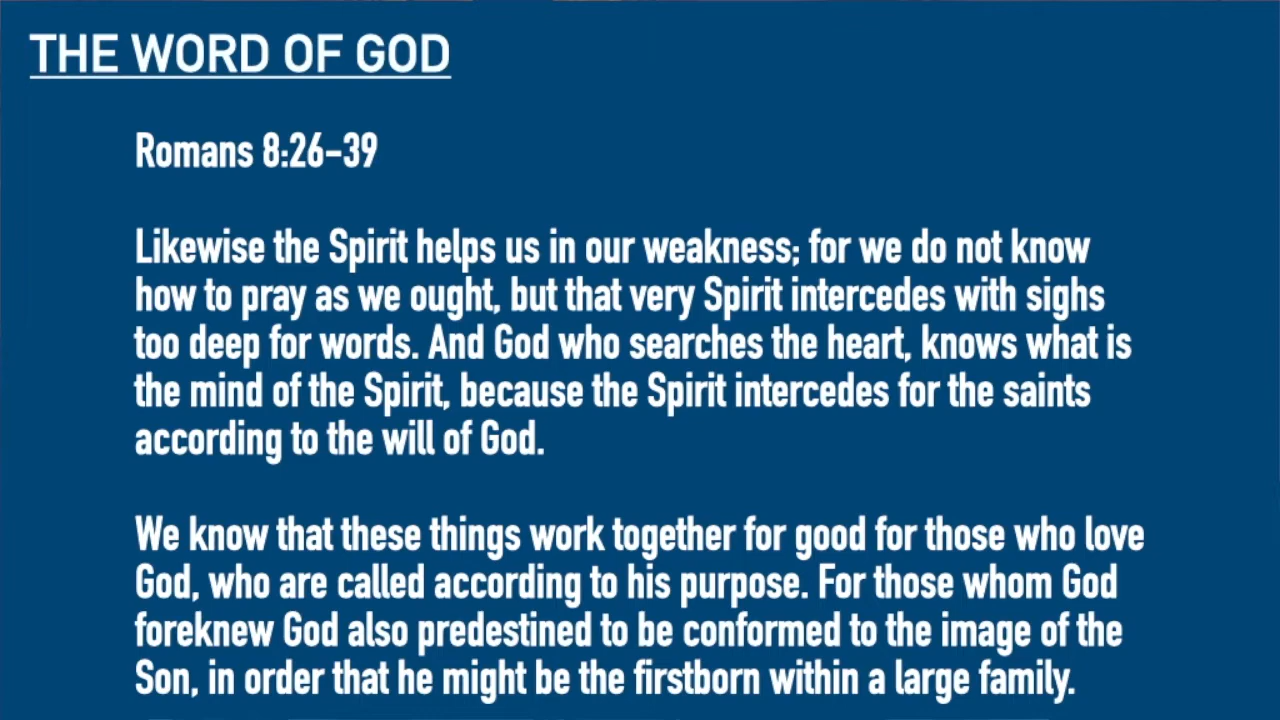 THE WORD OF GOD
Romans 8:26-39
Likewise the Spirit helps us in our weakness; for we do not know
how to pray as we ought, but that very Spirit intercedes with sighs
too deep for words. And God who searches the heart, knows what is
the mind of the Spirit, because the Spirit intercedes for the saints
according to the will of God.
We know that these things work together for good for those who love
God, who are called according to his purpose. For those whom God
foreknew God also predestined to be conformed to the image of the
Son, in order that he might be the firstborn within a large family.